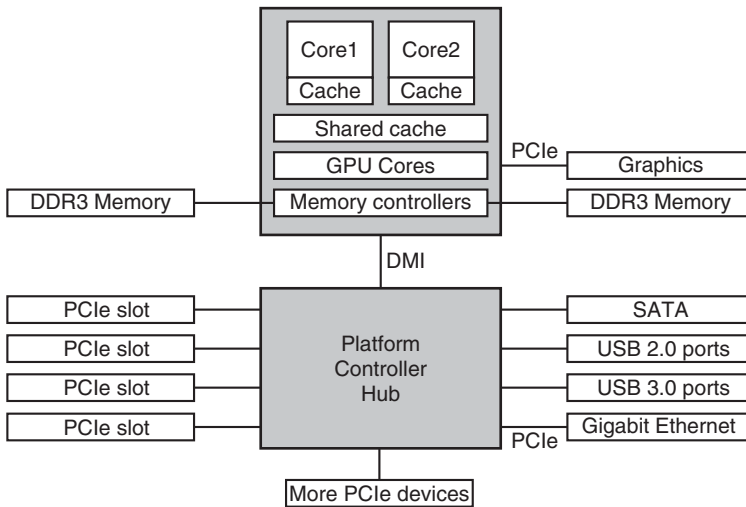 Core1
Core2
Cache
Cache
Shared cache
GPU Cores
PCIe
Graphics
DDR3 Memory
Memory controllers
DDR3 Memory
DMI
PCIe slot
SATA
PCIe slot
Platform
Controller
Hub
USB 2.0 ports
PCIe slot
USB 3.0 ports
PCIe slot
PCIe
Gigabit Ethernet
More PCIe devices